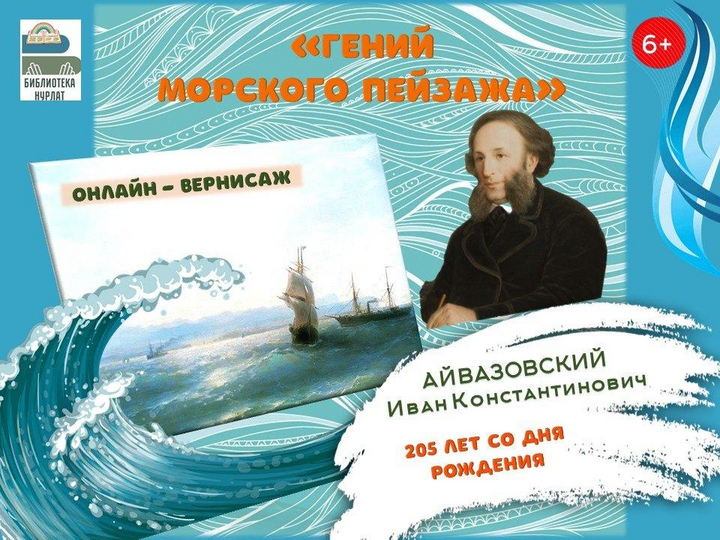 БИБЛИОТЕКА
НУРЛАТ
«ГЕНИЙ
МОРСКОГО ПЕЙЗАЖА»
6+
ОНЛАЙН - ВЕРНИСАЖ
АЙВАЗОВСКИЙ
Иван Константинович
205 ЛЕТ СО ДНЯ
РОЖДЕНИЯ